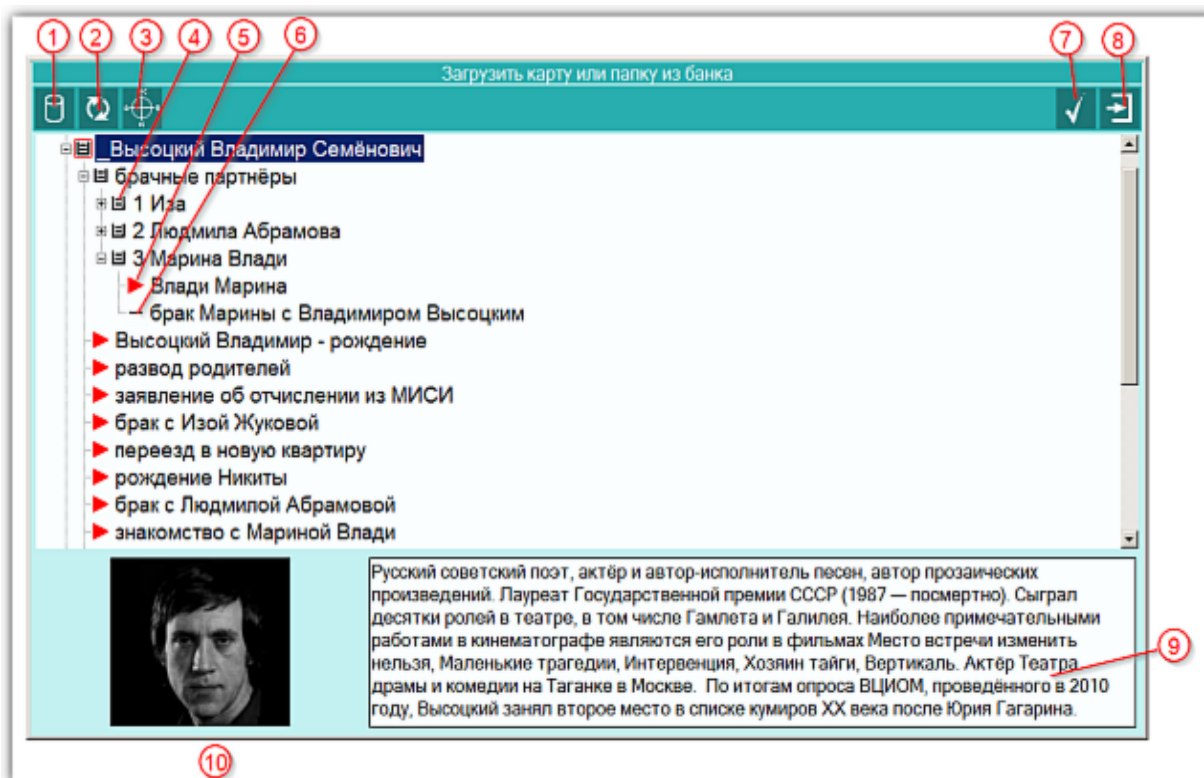 1 2 3 4 5 6 7 8
Загрузить карту или папку из банка
_Высоцкий Владимир Семёнович
брачные партнёры
1 Иза
2 Людмила Абрамова
3 Марина Влади
Влади Марина
брак Марины с Владимиром Высоцким
Высоцкий Владимир - рождение
развод родителей
заявление об отчислении из МИСИ
брак с Изой Жуковой
переезд в новую квартиру
рождение Никиты
брак с Людмилой Абрамовой
знакомство с Мариной Влади
Русский советский поэт, актёр и автор-исполнитель песен, автор прозаических
произведений. Лауреат Государственной премии СССР (1987 — посмертно). Сыграл
десятки ролей в театре, в том числе Гамлета и Галилея. Наиболее примечательными
работами в кинематографе являются его роли в фильмах Место встречи изменить
нельзя, Маленькие трагедии, Интервенция, Хозяин тайги, Вертикаль. Актёр Театра
драмы и комедии на Таганке в Москве. По итогам опроса ВЦИОМ, проведённого в 2010
году, Высоцкий занял второе место в списке кумиров XX века после Юрия Гагарина.
9
10